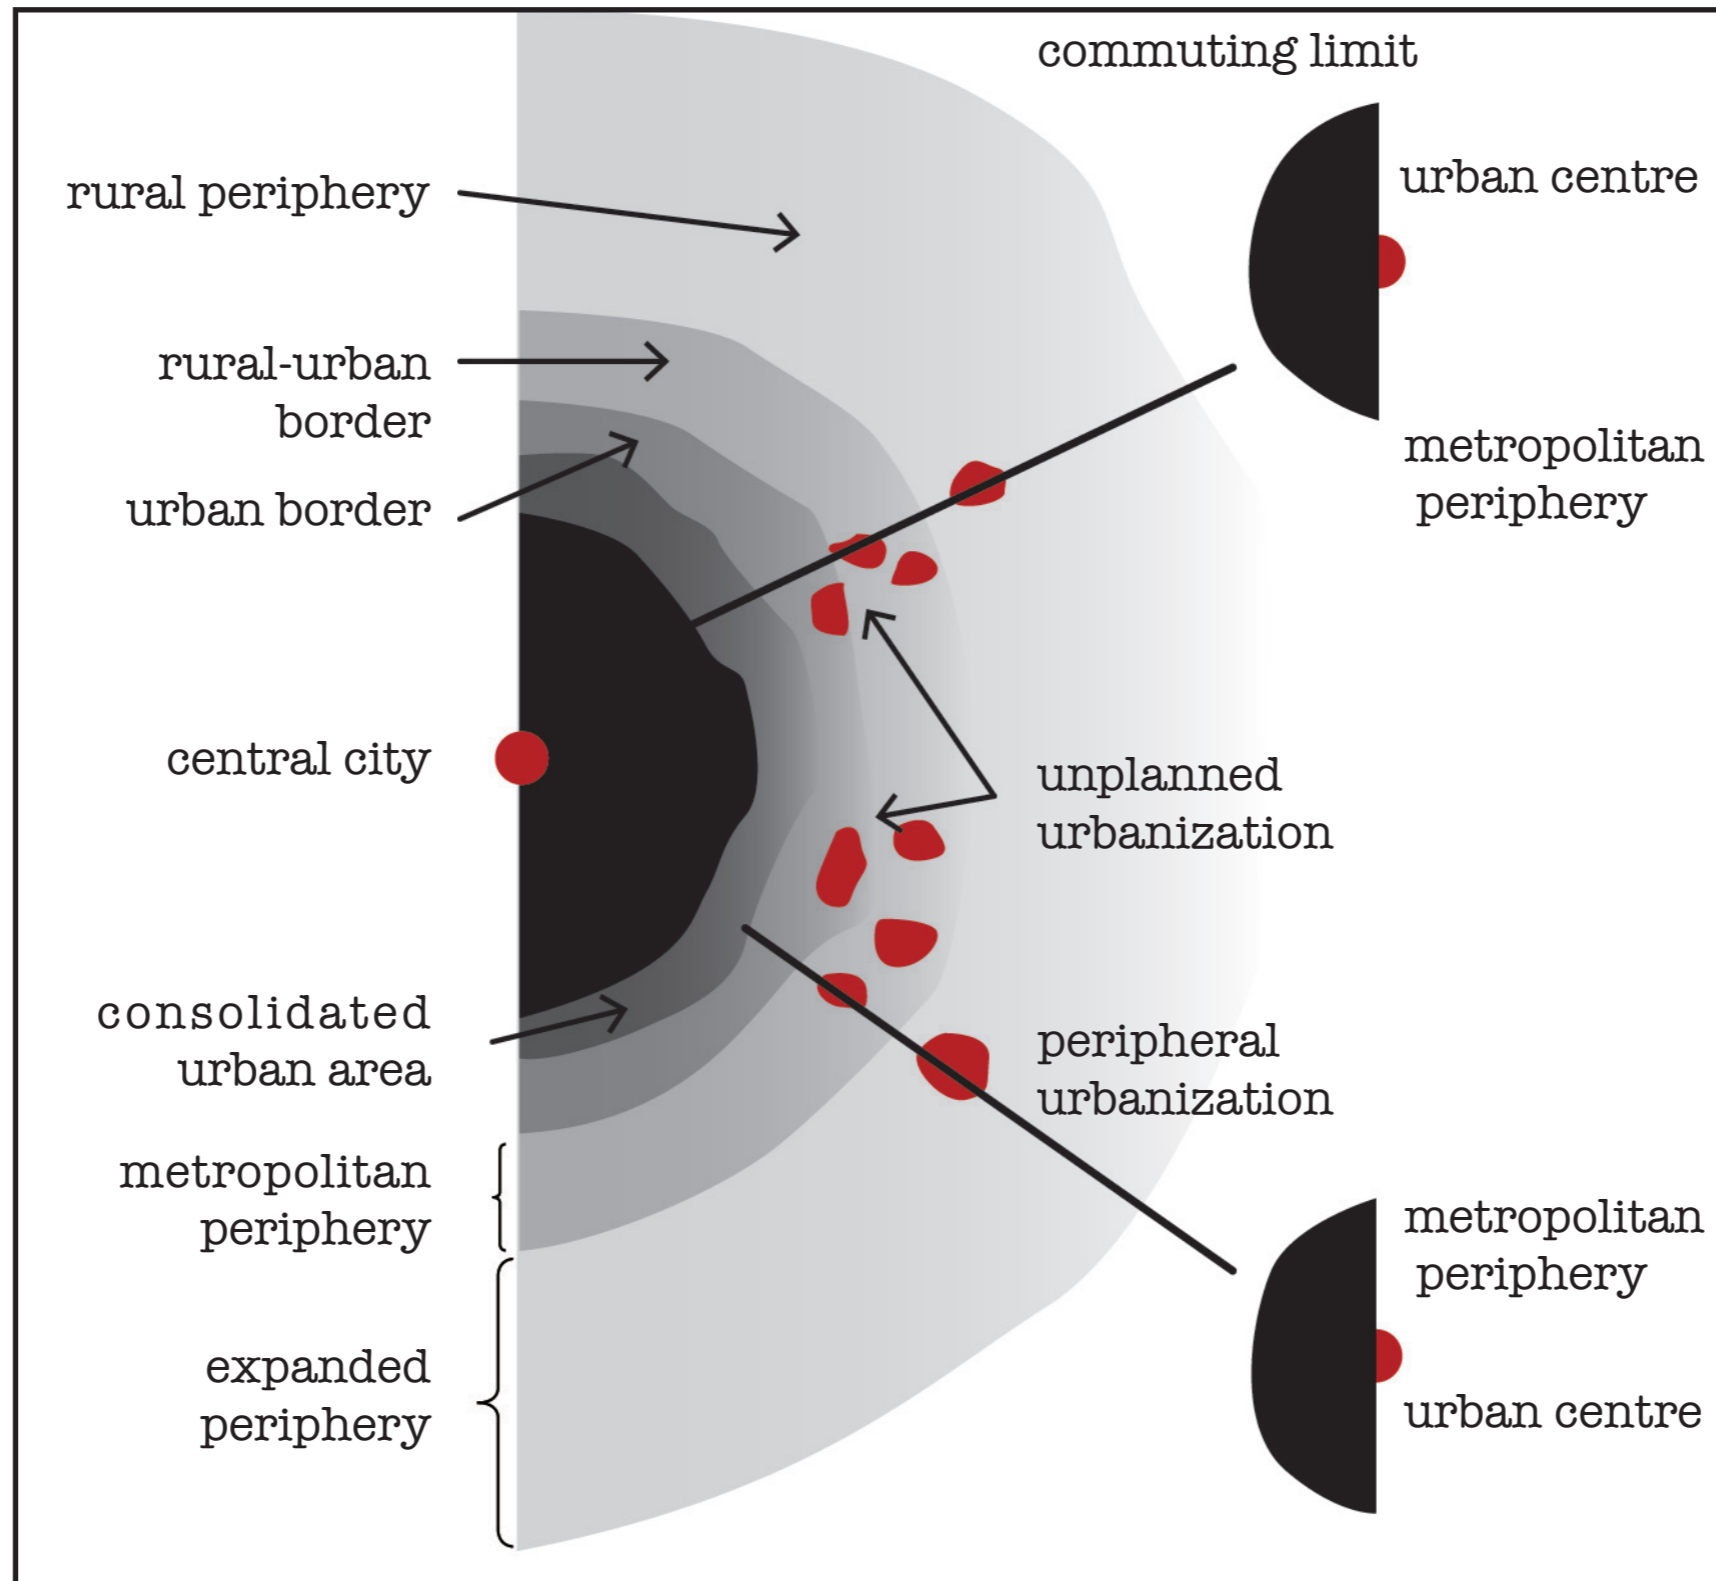 commuting limit
urban centre
rural periphery
rural-urban
border
metropolitan
periphery
urban border
central city
unplanned
urbanization
consolidated
urban area
peripheral
urbanization
metropolitan
periphery
metropolitan
periphery
expanded
periphery
urban centre